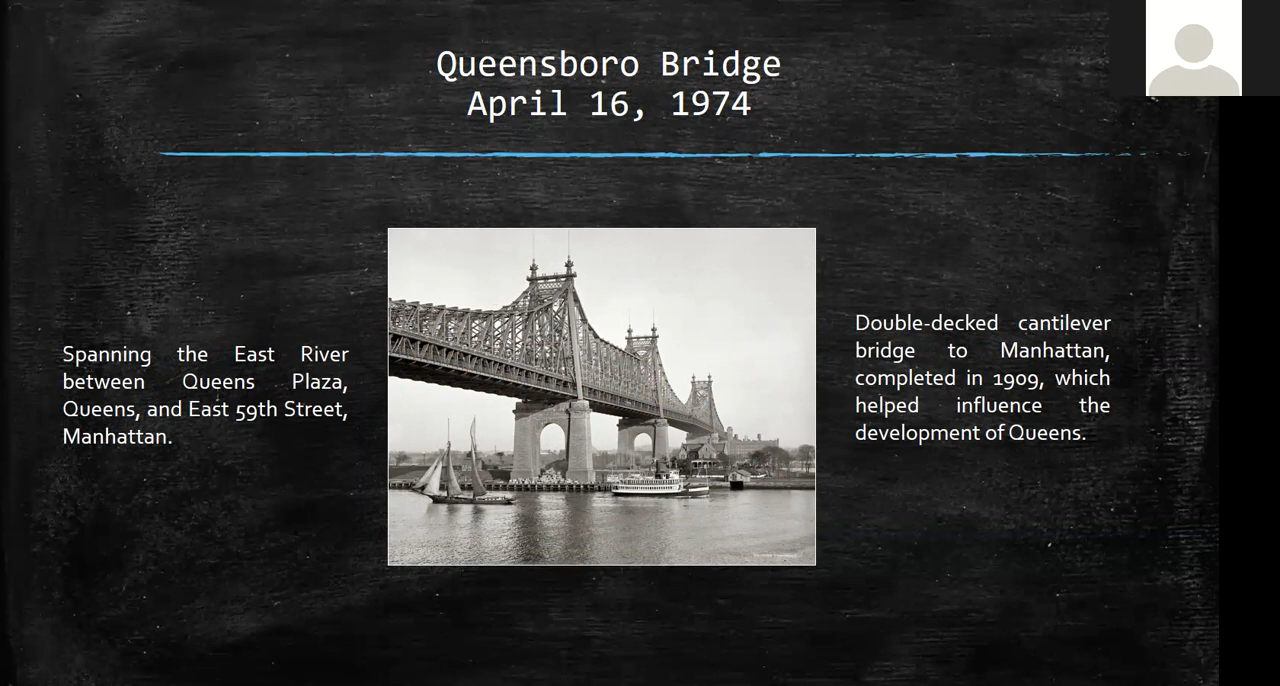 Queensboro Bridge
April 16, 1974
Spanning the East River
between Queens Plaza,
Queens, and East 59th Street,
Manhattan.
Double-decked cantilever
bridge to Manhattan,
completed in 1909, which
helped influence the
development of Queens.